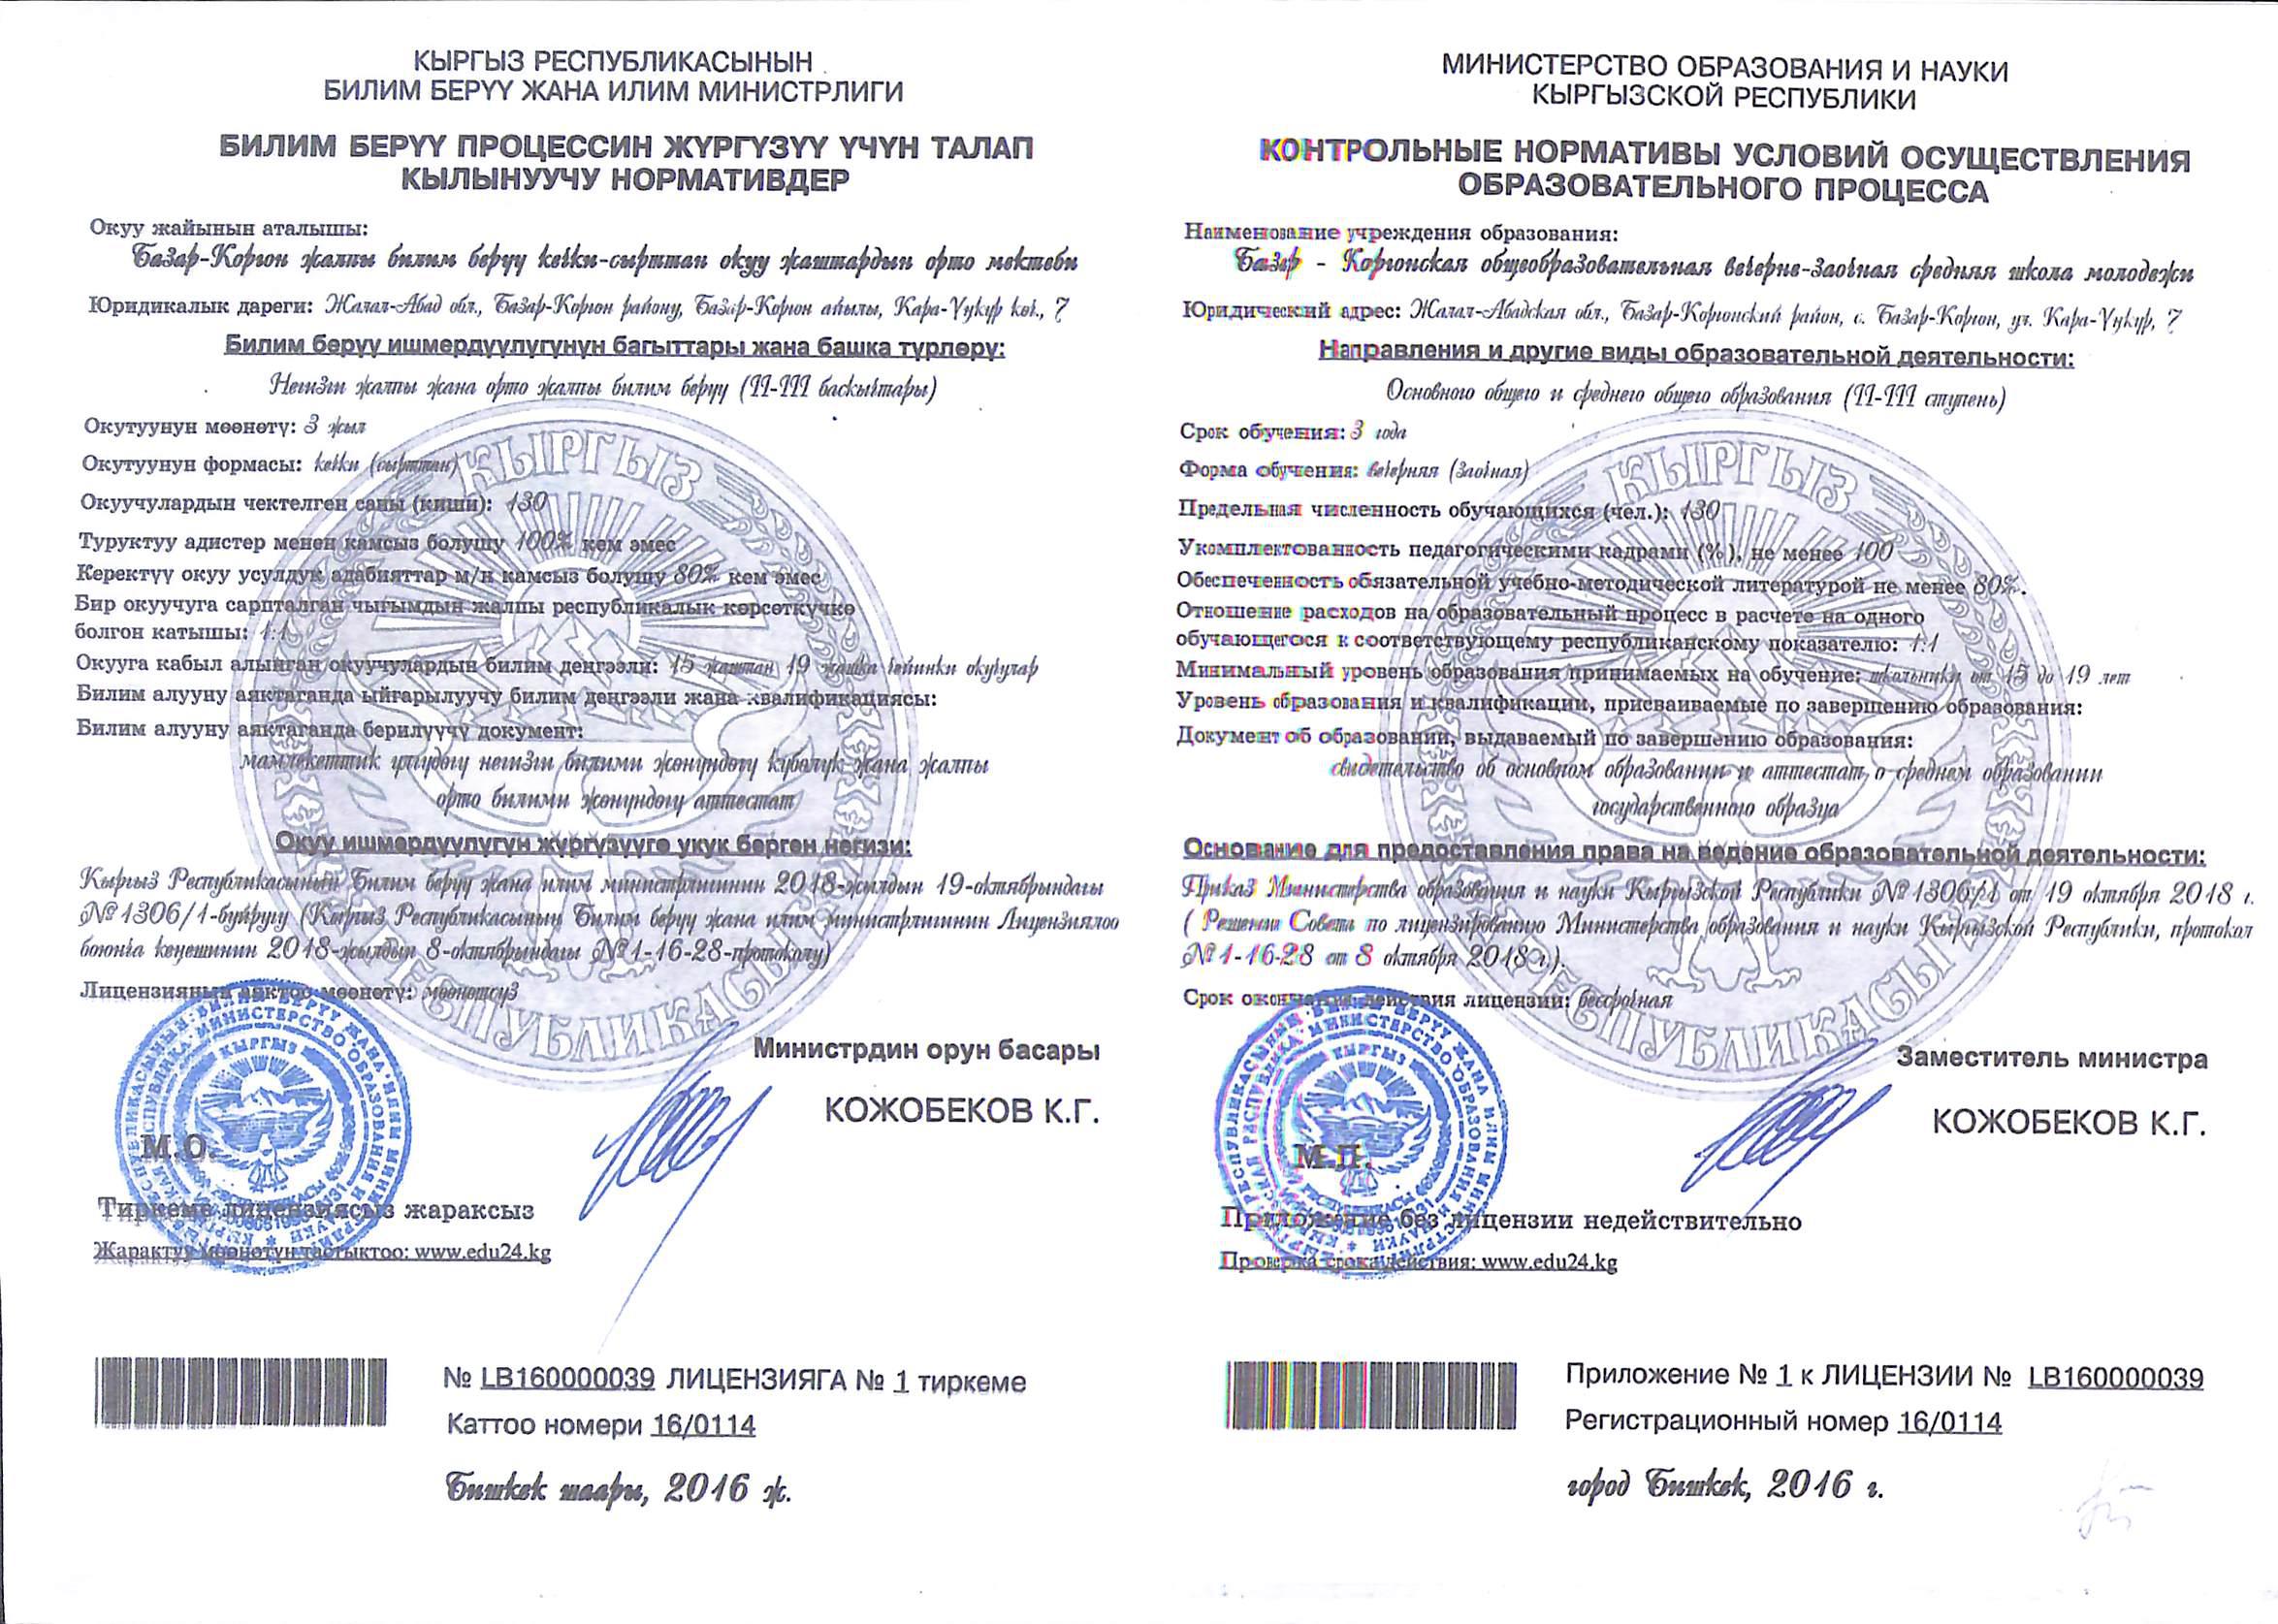 КЫРГЫЗ РЕСПУБЛИКАСЫНЫН
БИЛИМ БЕРҮҮ ЖАНА ИЛИМ МИНИСТРЛИГИ
БИЛИМ БЕРҮҮ ПРОЦЕССИН ЖҮРГҮЗҮҮ ҮЧҮН ТАЛАП
КЫЛЫНУУЧУ НОРМАТИВДЕР
Окуу жайынын аталышы:
Базар-Коргон жалпы билим берүү кечки-сырттан окуу жаштардын орто мектеби
Юридикалык дареги: Жалал-Абад обл., Базар-Коргон району, Базар-Коргон айылы, Кара-Үңкүр көч., 7
Билим берүү ишмердүүлүгүнүн багыттары жана башка түрлөрү:
Негизги жалпы жана орто жалпы билим берүү (II-III баскычтары)
Окутуунун мөөнөтү: 3 жыл
Окутуунун формасы: кечки (сырттан)
Окуучулардын чектелген саны (киши): 130
Туруктуу адистер менен камсыз болушу 100% кем эмес
Керектүү окуу усулдук адабияттар м/н камсыз болушу 80% кем эмес
Бир окуучуга сарпталган чыгымдын жалпы республикалык көрсөткүчкө
болгон катышы: 1:1
Окууга кабыл алынган окуучулардын билим деңгээли: 15 жаштан 19 жашка чейинки окуучулар
Билим алууну аяктаганда ыйгарылуучу билим деңгээли жана квалификациясы:
Билим алууну аяктаганда берилүүчү документ:
мамлекеттик үлгүдөгү негизги билими жөнүндөгү күбөлүк жана жалпы
орто билими жөнүндөгү аттестат
Окуу ишмердүүлүгүн жүргүзүүгө укук берген негизи:
Кыргыз Республикасынын Билим берүү жана илим министрлигинин 2018-жылдын 19-октябрындагы
№1306/1-буйругу (Кыргыз Республикасынын Билим берүү жана илим министрлигинин Лицензиялоо
боюнча кеңешинин 2018-жылдын 8-октябрындагы №1-16-28-протоколу)
Лицензиянын аяктоо мөөнөтү: мөөнөтсүз
Министрдин орун басары
КОЖОБЕКОВ К.Г.
М.О.
Тиркеме лицензиясыз жараксыз
Жарактуу мөөнөтүн тастыктоо: www.edu24.kg
№ LB160000039 ЛИЦЕНЗИЯГА № 1 тиркеме
Каттоо номери 16/0114
Бишкек шаары, 2016 ж.
МИНИСТЕРСТВО ОБРАЗОВАНИЯ И НАУКИ
КЫРГЫЗСКОЙ РЕСПУБЛИКИ
КОНТРОЛЬНЫЕ НОРМАТИВЫ УСЛОВИЙ ОСУЩЕСТВЛЕНИЯ
ОБРАЗОВАТЕЛЬНОГО ПРОЦЕССА
Наименование учреждения образования:
Базар - Коргонская общеобразовательная вечерне-заочная средняя школа молодежи
Юридический адрес: Жалал-Абадская обл., Базар-Коргонский район, с. Базар-Коргон, ул. Кара-Үңкүр, 7
Направления и другие виды образовательной деятельности:
Основного общего и среднего общего образования (II-III ступень)
Срок обучения: 3 года
Форма обучения: вечерняя (заочная)
Предельная численность обучающихся (чел.): 130
Укомплектованность педагогическими кадрами (%), не менее 100
Обеспеченность обязательной учебно-методической литературой не менее 80%.
Отношение расходов на образовательный процесс в расчете на одного
обучающегося к соответствующему республиканскому показателю: 1:1
Минимальный уровень образования принимаемых на обучение: школьники от 15 до 19 лет
Уровень образования и квалификации, присваиваемые по завершению образования:
Документ об образовании, выдаваемый по завершению образования:
свидетельство об основном образовании и аттестат о среднем образовании
государственного образца
Основание для предоставления права на ведение образовательной деятельности:
Приказ Министерства образования и науки Кыргызской Республики №1306/1 от 19 октября 2018 г.
( Решении Совета по лицензированию Министерства образования и науки Кыргызской Республики, протокол
№1-16-28 от 8 октября 2018г.).
Срок окончания действия лицензии: бессрочная
Заместитель министра
КОЖОБЕКОВ К.Г.
М.П.
Приложение без лицензии недействительно
Проверка срока действия: www.edu24.kg
Приложение № 1 к ЛИЦЕНЗИИ № LB160000039
Регистрационный номер 16/0114
город Бишкек, 2016 г.